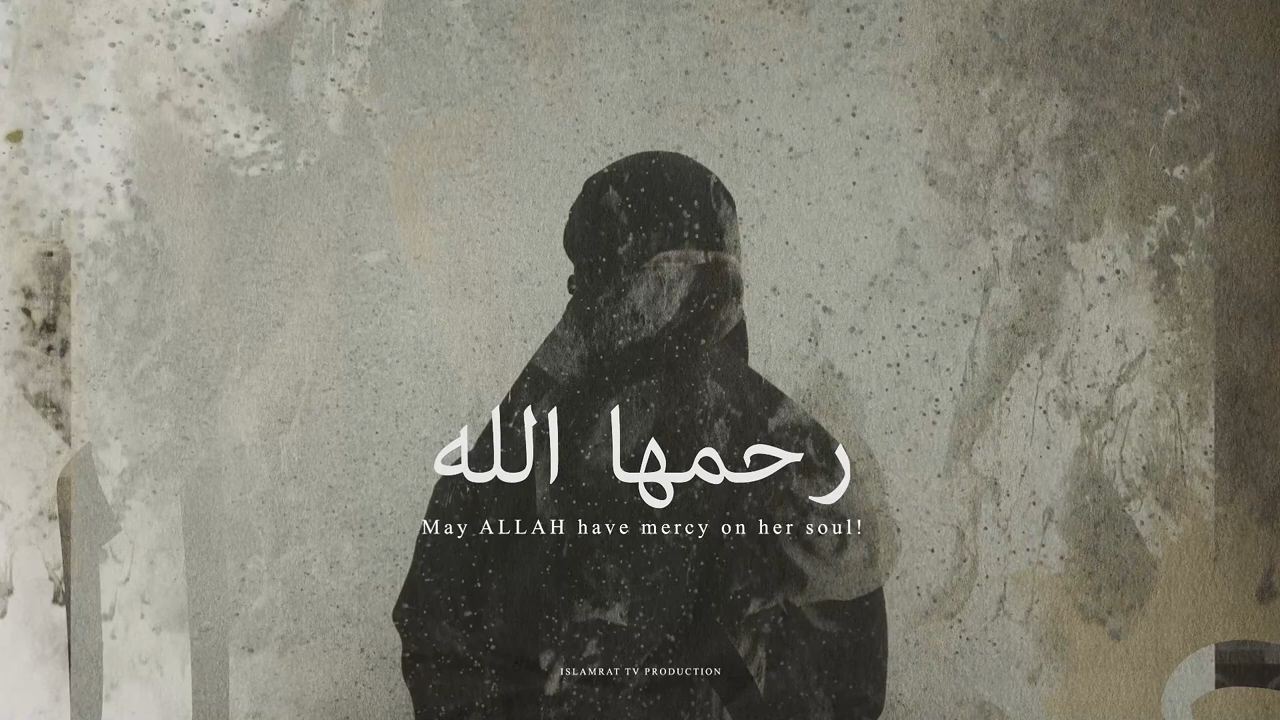 رحمها الله
May ALLAH have mercy on her soul!
ISLAMRAT TV PRODUCTION